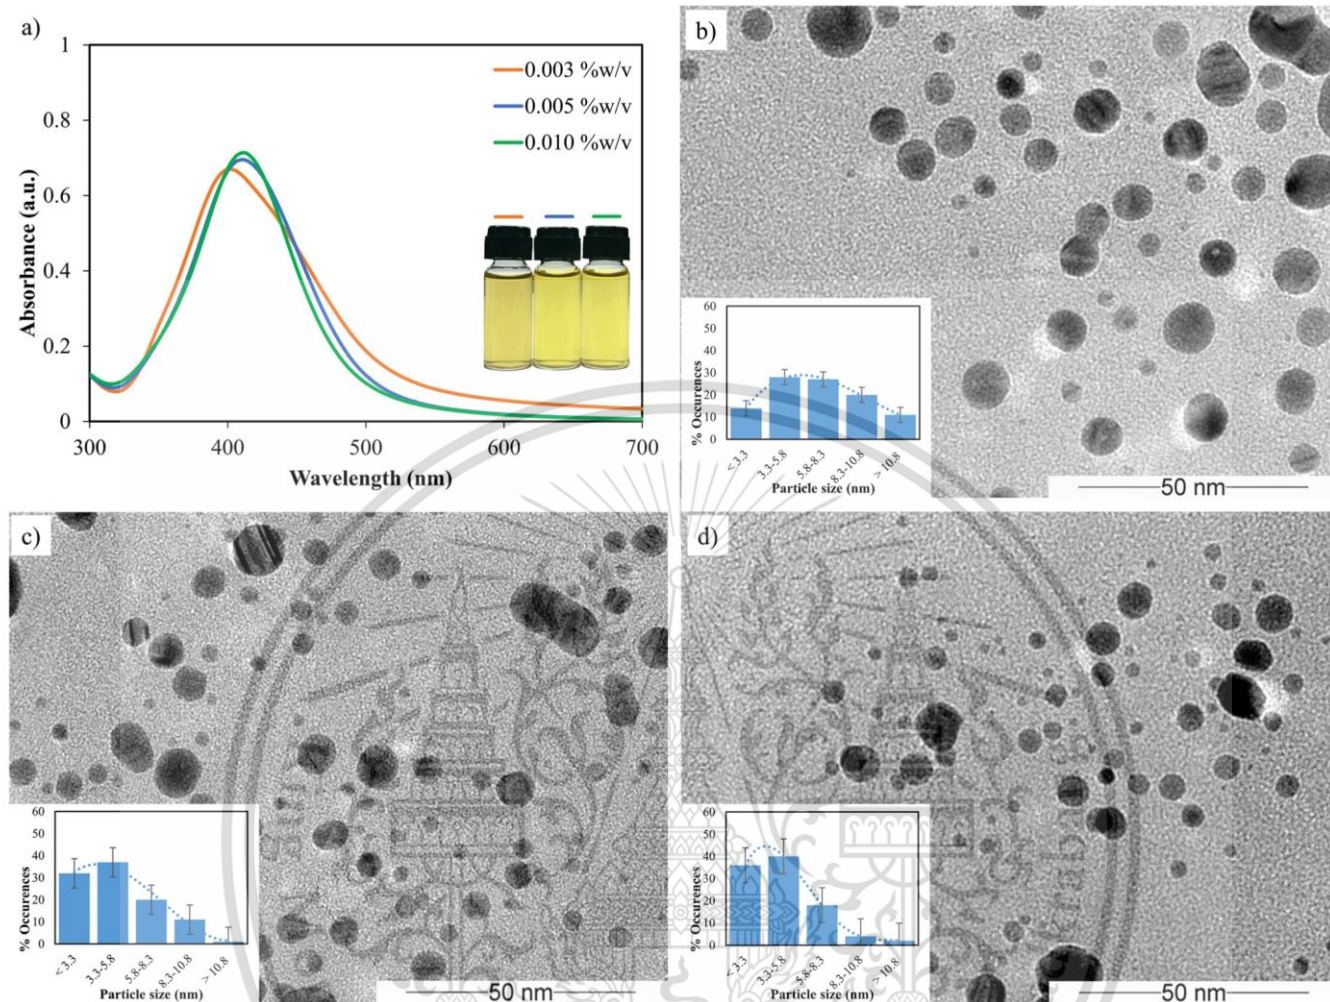 a)
1
0.8
0.6
0.4
0.2
0
Absorbance (a.u.)
300 400 500 600 700
Wavelength (nm)
0.003 %w/v
0.005 %w/v
0.010 %w/v
b)
60
50
40
30
20
10
0
% Occurrences
< 3.3 3.3-5.8 5.8-8.3 8.3-10.8 > 10.8
Particle size (nm)
50 nm
c)
60
50
40
30
20
10
0
% Occurences
< 3.3 3.3-5.8 5.8-8.3 8.3-10.8 > 10.8
Particle size (nm)
50 nm
d)
60
50
40
30
20
10
0
% Occurences
< 3.3 3.3-5.8 5.8-8.3 8.3-10.8 > 10.8
Particle size (nm)
50 nm